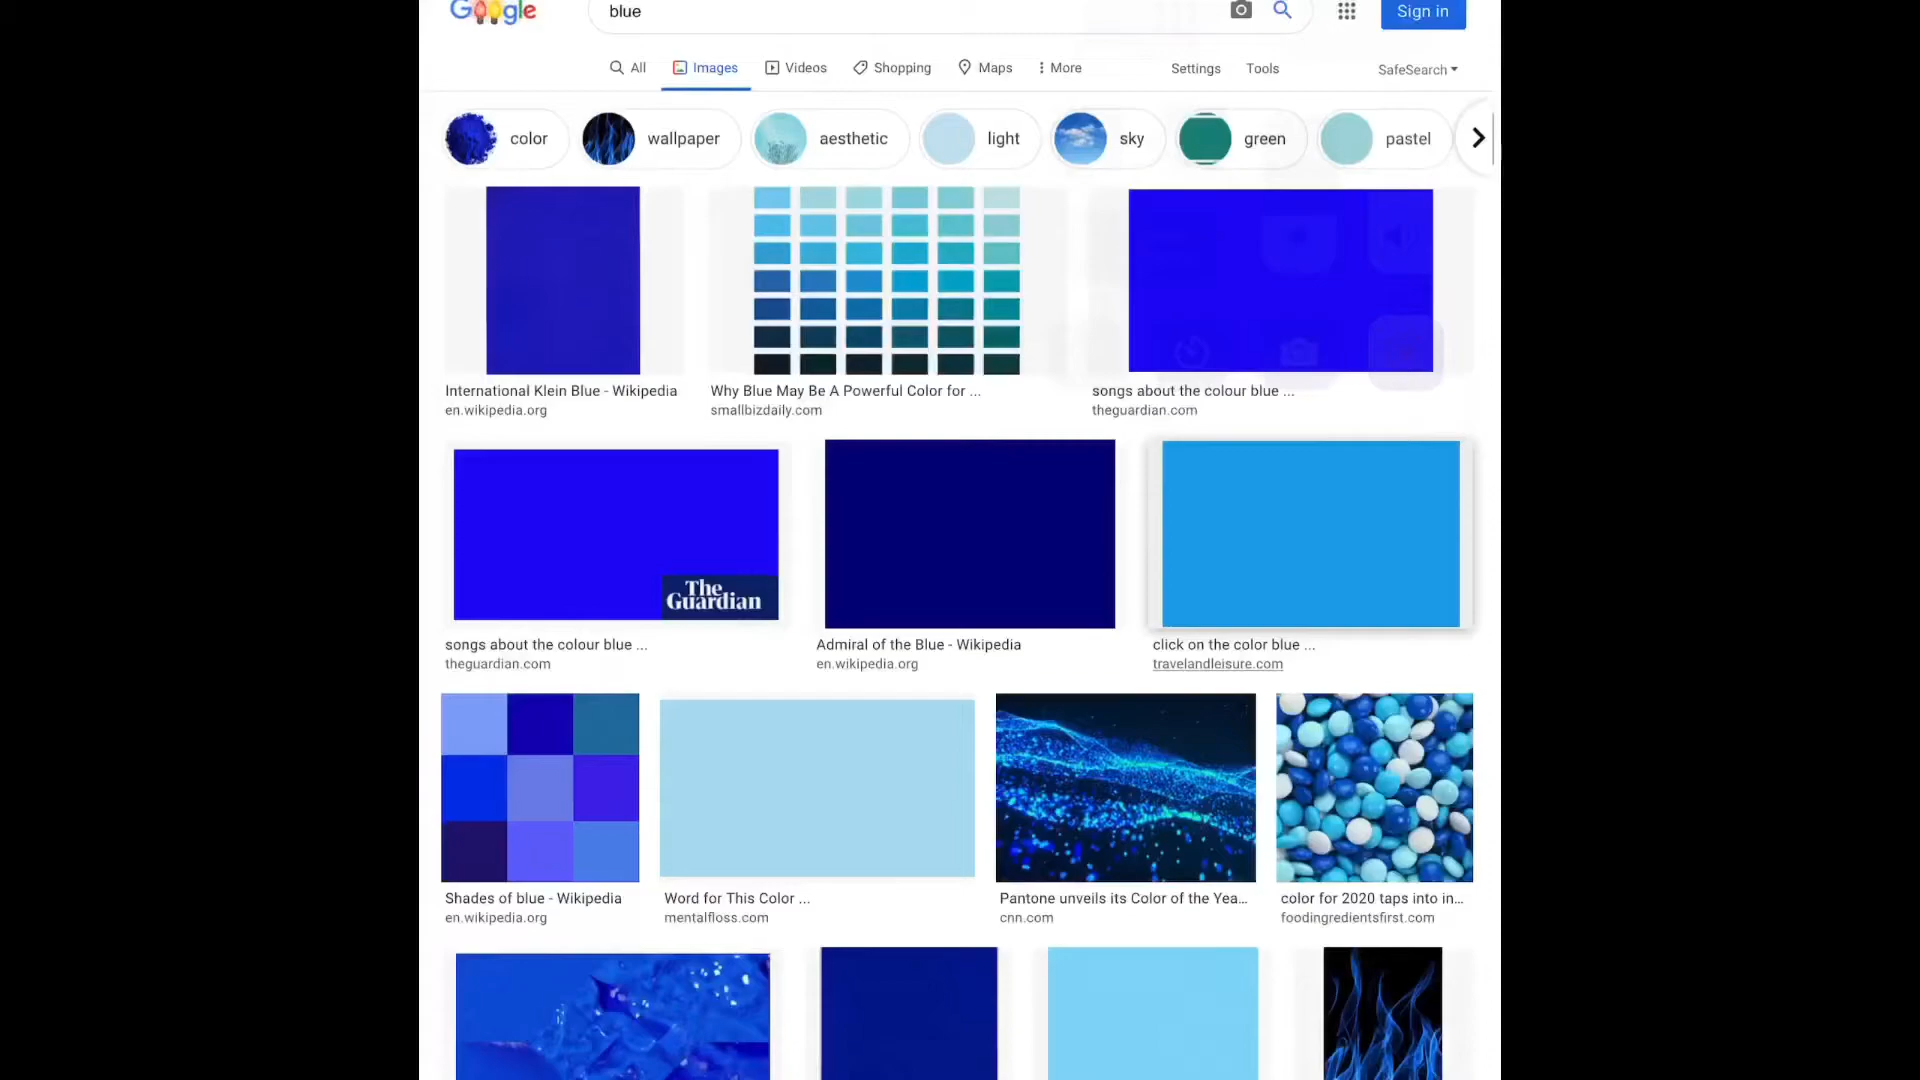 Google
blue
Sign in
All
Images
Videos
Shopping
Maps
More
Settings
Tools
SafeSearch
color
wallpaper
aesthetic
light
sky
green
pastel
International Klein Blue - Wikipedia
en.wikipedia.org
Why Blue May Be A Powerful Color for ...
smallbizdaily.com
songs about the colour blue ...
theguardian.com
The
Guardian
songs about the colour blue ...
theguardian.com
Admiral of the Blue - Wikipedia
en.wikipedia.org
click on the color blue ...
travelandleisure.com
Shades of blue - Wikipedia
en.wikipedia.org
Word for This Color ...
mentalfloss.com
Pantone unveils its Color of the Yea...
cnn.com
color for 2020 taps into in...
foodingredientsfirst.com